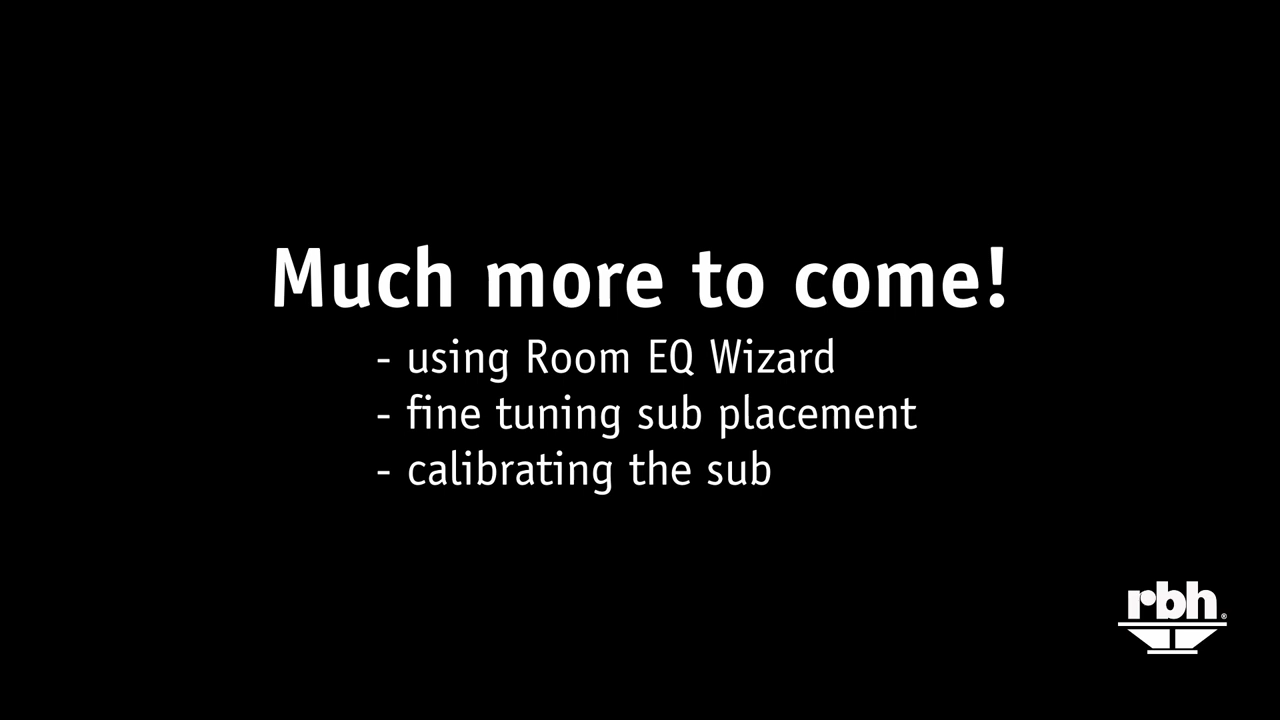 Much more to come!
- using Room EQ Wizard
- fine tuning sub placement
- calibrating the sub
rbh®